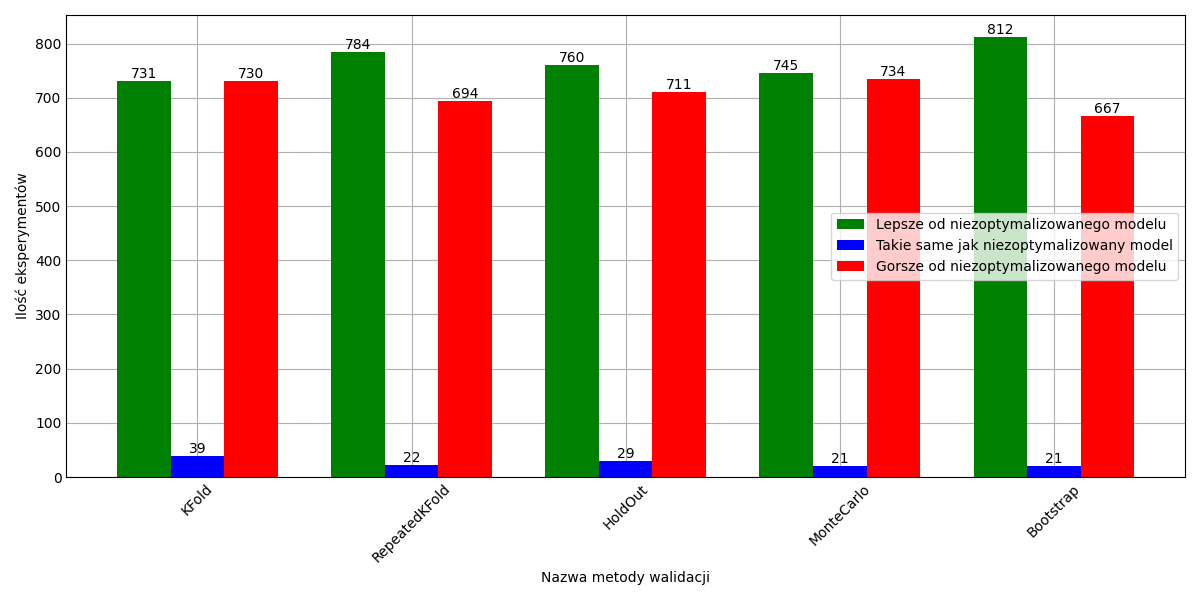 Ilość eksperymentów
800
700
600
500
400
300
200
100
0
731
39
730
784
22
694
760
29
711
745
21
734
812
21
667
Lepsze od niezoptymalizowanego modelu
Takie same jak niezoptymalizowany model
Gorsze od niezoptymalizowanego modelu
KFold
RepeatedKFold
HoldOut
MonteCarlo
Bootstrap
Nazwa metody walidacji